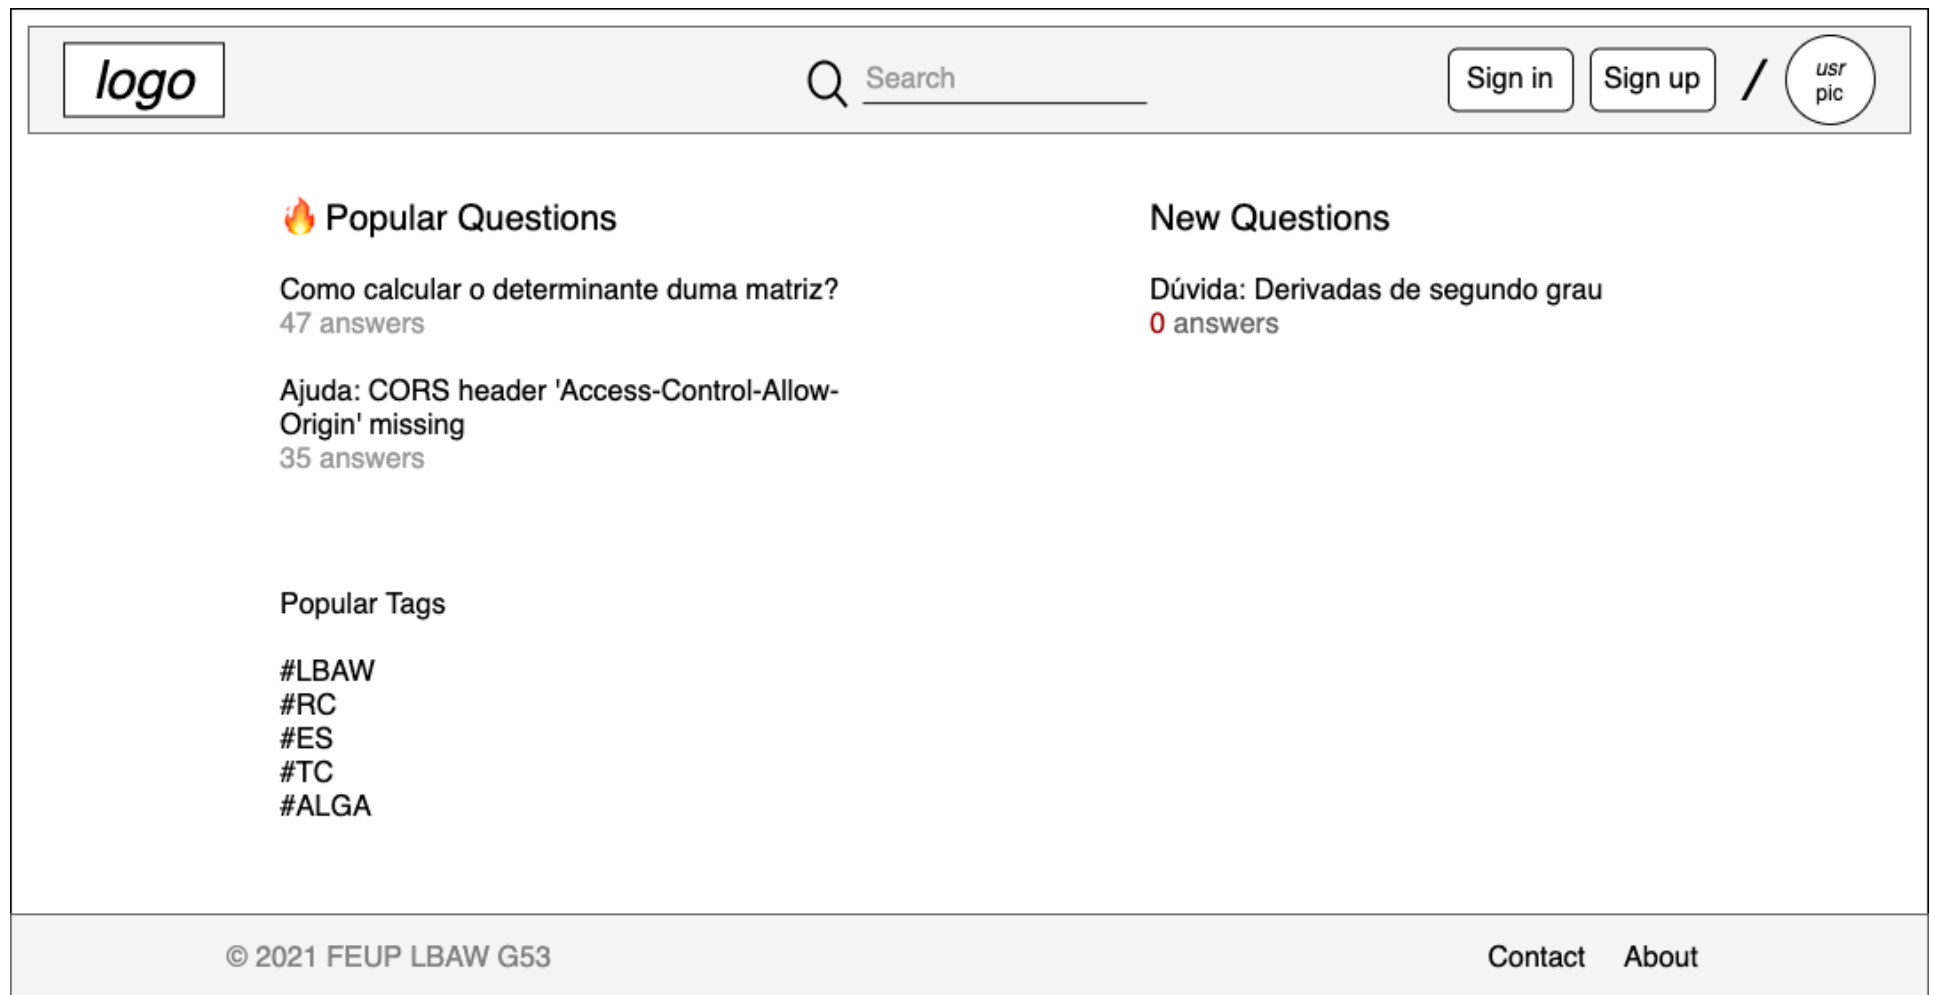 logo
Search
Sign in
Sign up
/
usr
pic
🔥 Popular Questions
Como calcular o determinante duma matriz?
47 answers
Ajuda: CORS header 'Access-Control-Allow-
Origin' missing
35 answers
New Questions
Dúvida: Derivadas de segundo grau
0 answers
Popular Tags
#LBAW
#RC
#ES
#TC
#ALGA
© 2021 FEUP LBAW G53
Contact
About